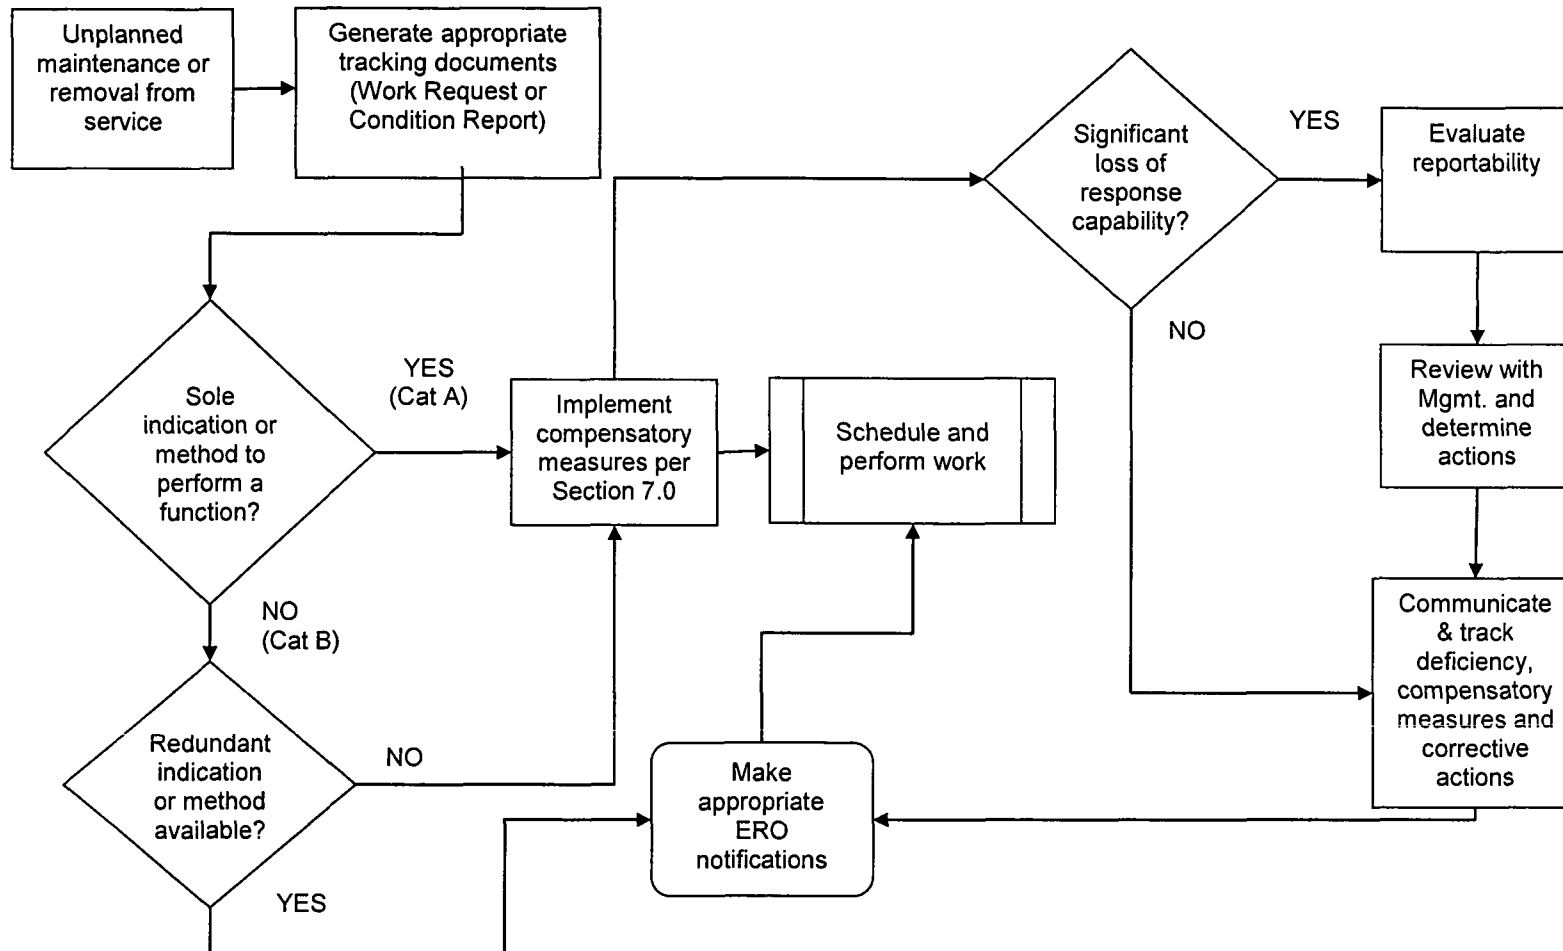 Unplanned
maintenance or
removal from
service
Generate appropriate
tracking documents
(Work Request or
Condition Report)
Significant
loss of
response
capability?
YES
Evaluate
reportability
NO
Review with
Mgmt. and
determine
actions
Sole
indication or
method to
perform a
function?
YES
(Cat A)
Implement
compensatory
measures per
Section 7.0
Schedule and
perform work
NO
(Cat B)
Communicate
& track
deficiency,
compensatory
measures and
corrective
actions
Redundant
indication
or method
available?
NO
Make
appropriate
ERO
notifications
YES